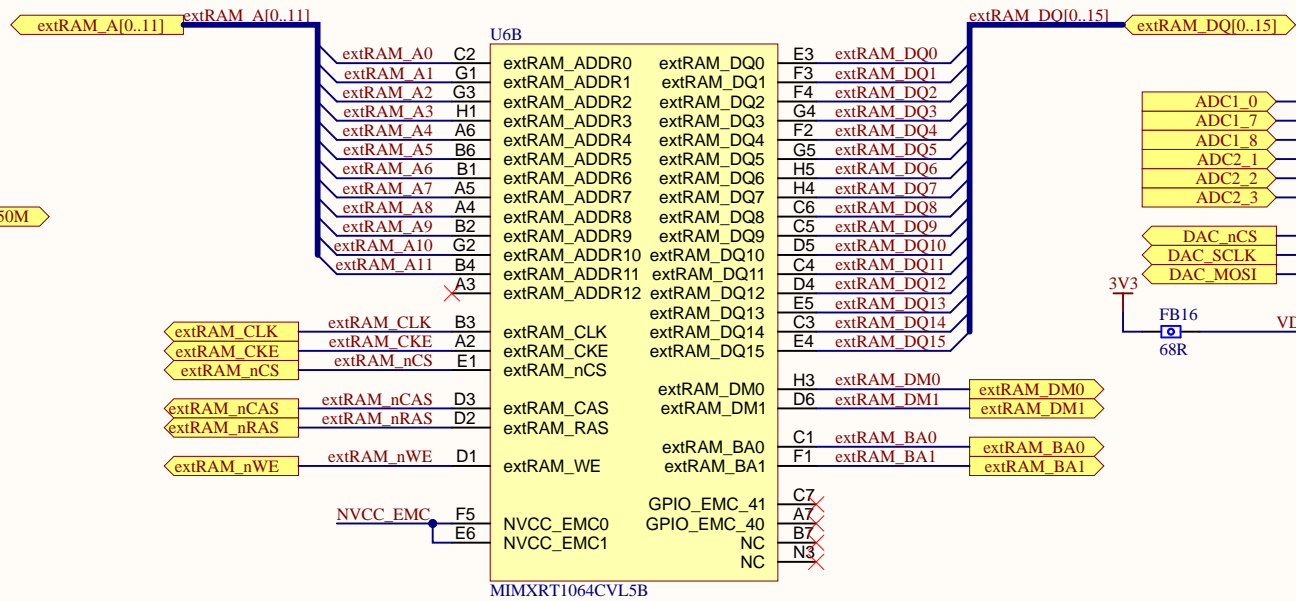 extRAM_A[0..11] extRAM_A[0..11] extRAM_DQ[0..15] extRAM_DQ[0..15]
U6B
extRAM_A0 C2 extRAM_ADDR0 extRAM_DQ0 E3 extRAM_DQ0
extRAM_A1 G1 extRAM_ADDR1 extRAM_DQ1 F3 extRAM_DQ1
extRAM_A2 G3 extRAM_ADDR2 extRAM_DQ2 F4 extRAM_DQ2 ADC1_0
extRAM_A3 H1 extRAM_ADDR3 extRAM_DQ3 G4 extRAM_DQ3 ADC1_7
extRAM_A4 A6 extRAM_ADDR4 extRAM_DQ4 F2 extRAM_DQ4 ADC1_8
extRAM_A5 B6 extRAM_ADDR5 extRAM_DQ5 G5 extRAM_DQ5 ADC2_1
extRAM_A6 B1 extRAM_ADDR6 extRAM_DQ6 H5 extRAM_DQ6 ADC2_2
extRAM_A7 A5 extRAM_ADDR7 extRAM_DQ7 H4 extRAM_DQ7 ADC2_3
50M extRAM_A8 A4 extRAM_ADDR8 extRAM_DQ8 C6 extRAM_DQ8
extRAM_A9 B2 extRAM_ADDR9 extRAM_DQ9 C5 extRAM_DQ9 DAC_nCS
extRAM_A10 G2 extRAM_ADDR10 extRAM_DQ10 D5 extRAM_DQ10 DAC_SCLK
extRAM_A11 B4 extRAM_ADDR11 extRAM_DQ11 C4 extRAM_DQ11 DAC_MOSI
A3 extRAM_ADDR12 extRAM_DQ12 D4 extRAM_DQ12 3V3
extRAM_DQ13 E5 extRAM_DQ13 FB16
extRAM_CLK extRAM_CLK B3 extRAM_CLK extRAM_DQ14 C3 extRAM_DQ14 VD
extRAM_CKE extRAM_CKE A2 extRAM_CKE extRAM_DQ15 E4 extRAM_DQ15 68R
extRAM_nCS extRAM_nCS E1 extRAM_nCS
extRAM_DM0 H3 extRAM_DM0 extRAM_DM0
extRAM_nCAS extRAM_nCAS D3 extRAM_CAS extRAM_DM1 D6 extRAM_DM1 extRAM_DM1
extRAM_nRAS extRAM_nRAS D2 extRAM_RAS
extRAM_BA0 C1 extRAM_BA0 extRAM_BA0
extRAM_nWE extRAM_nWE D1 extRAM_WE extRAM_BA1 F1 extRAM_BA1 extRAM_BA1
GPIO_EMC_41 C7
NVCC_EMC F5 NVCC_EMC0 GPIO_EMC_40 A7
E6 NVCC_EMC1 NC B7
NC N3
MIMXRT1064CVL5B